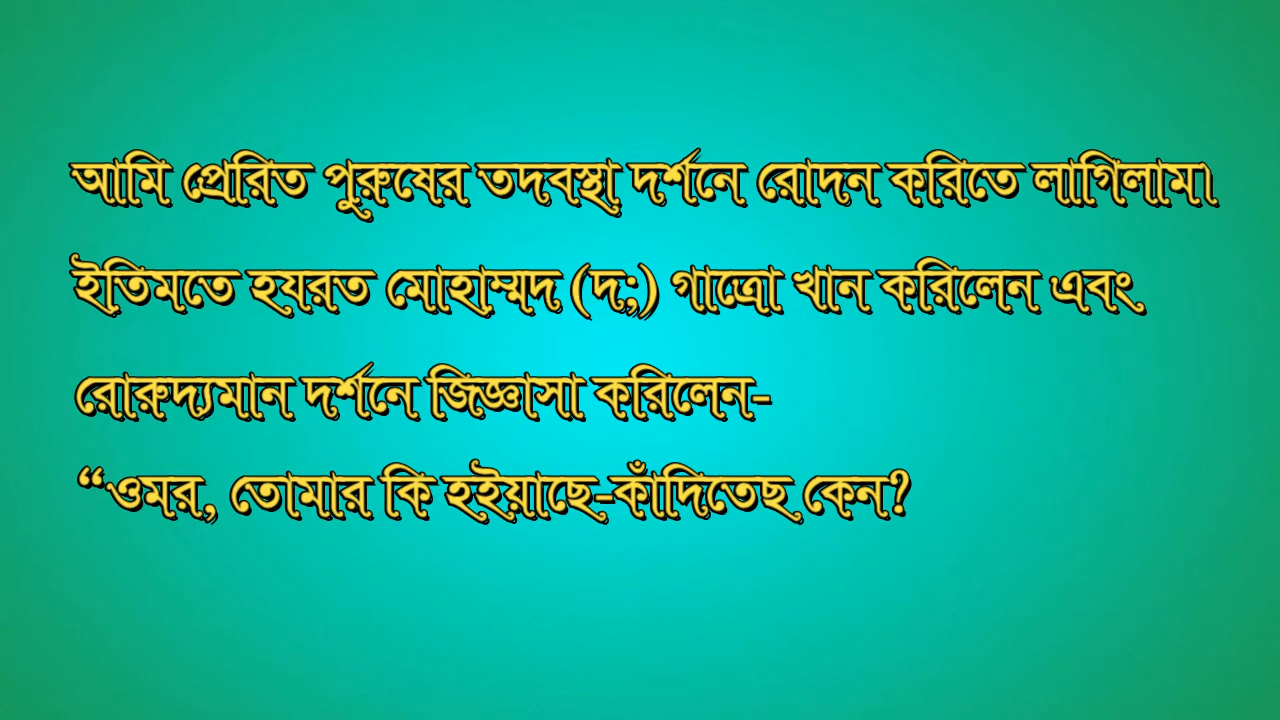 আমি প্রেরিত পুরুষের তদবস্থা দর্শনে রোদন করিতে লাগিলাম।
ইতিমতে হযরত মোহাম্মদ (দ;) গাত্রো খান করিলেন এবং
রোরুদ্যমান দর্শনে জিজ্ঞাসা করিলেন-
“ওমর, তোমার কি হইয়াছে-কাঁদিতেছ কেন?